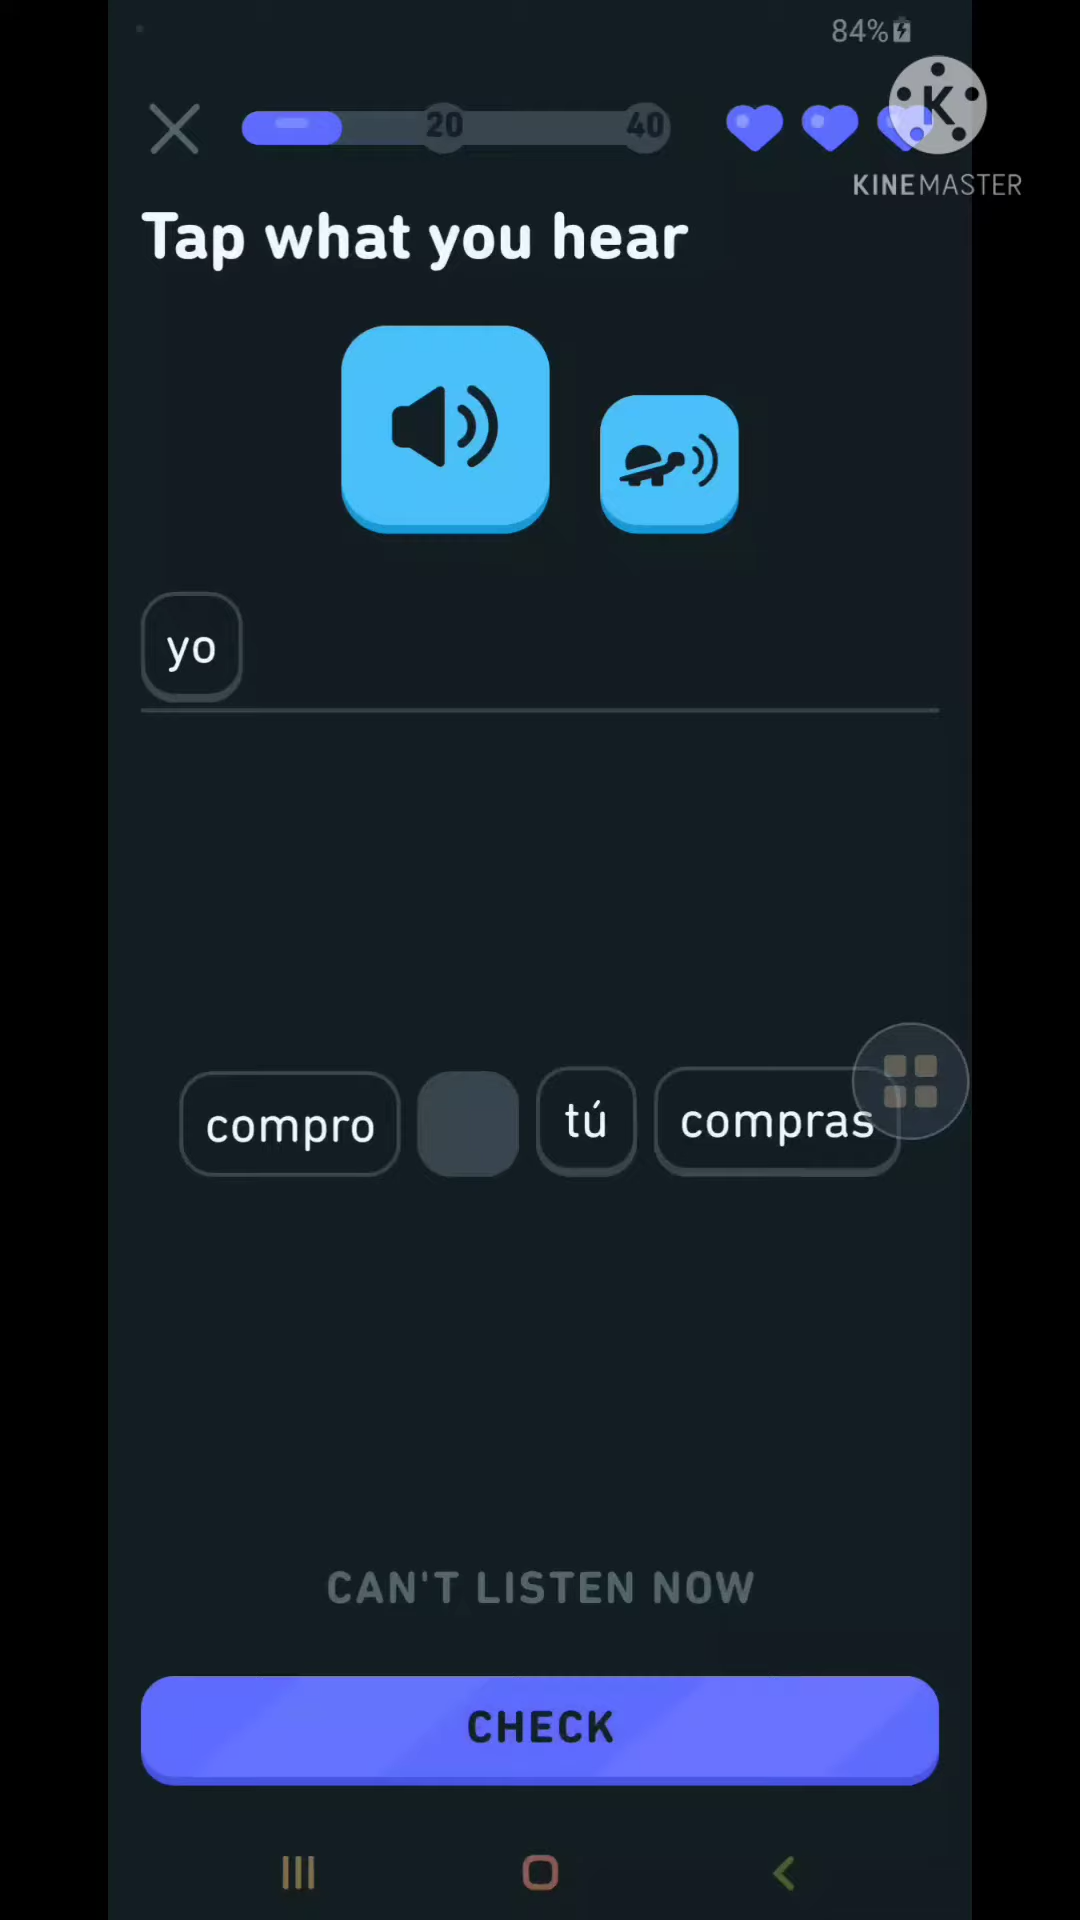 84%
20 40
K
KINEMASTER
Tap what you hear
yo
compro tú compras
CAN'T LISTEN NOW
CHECK